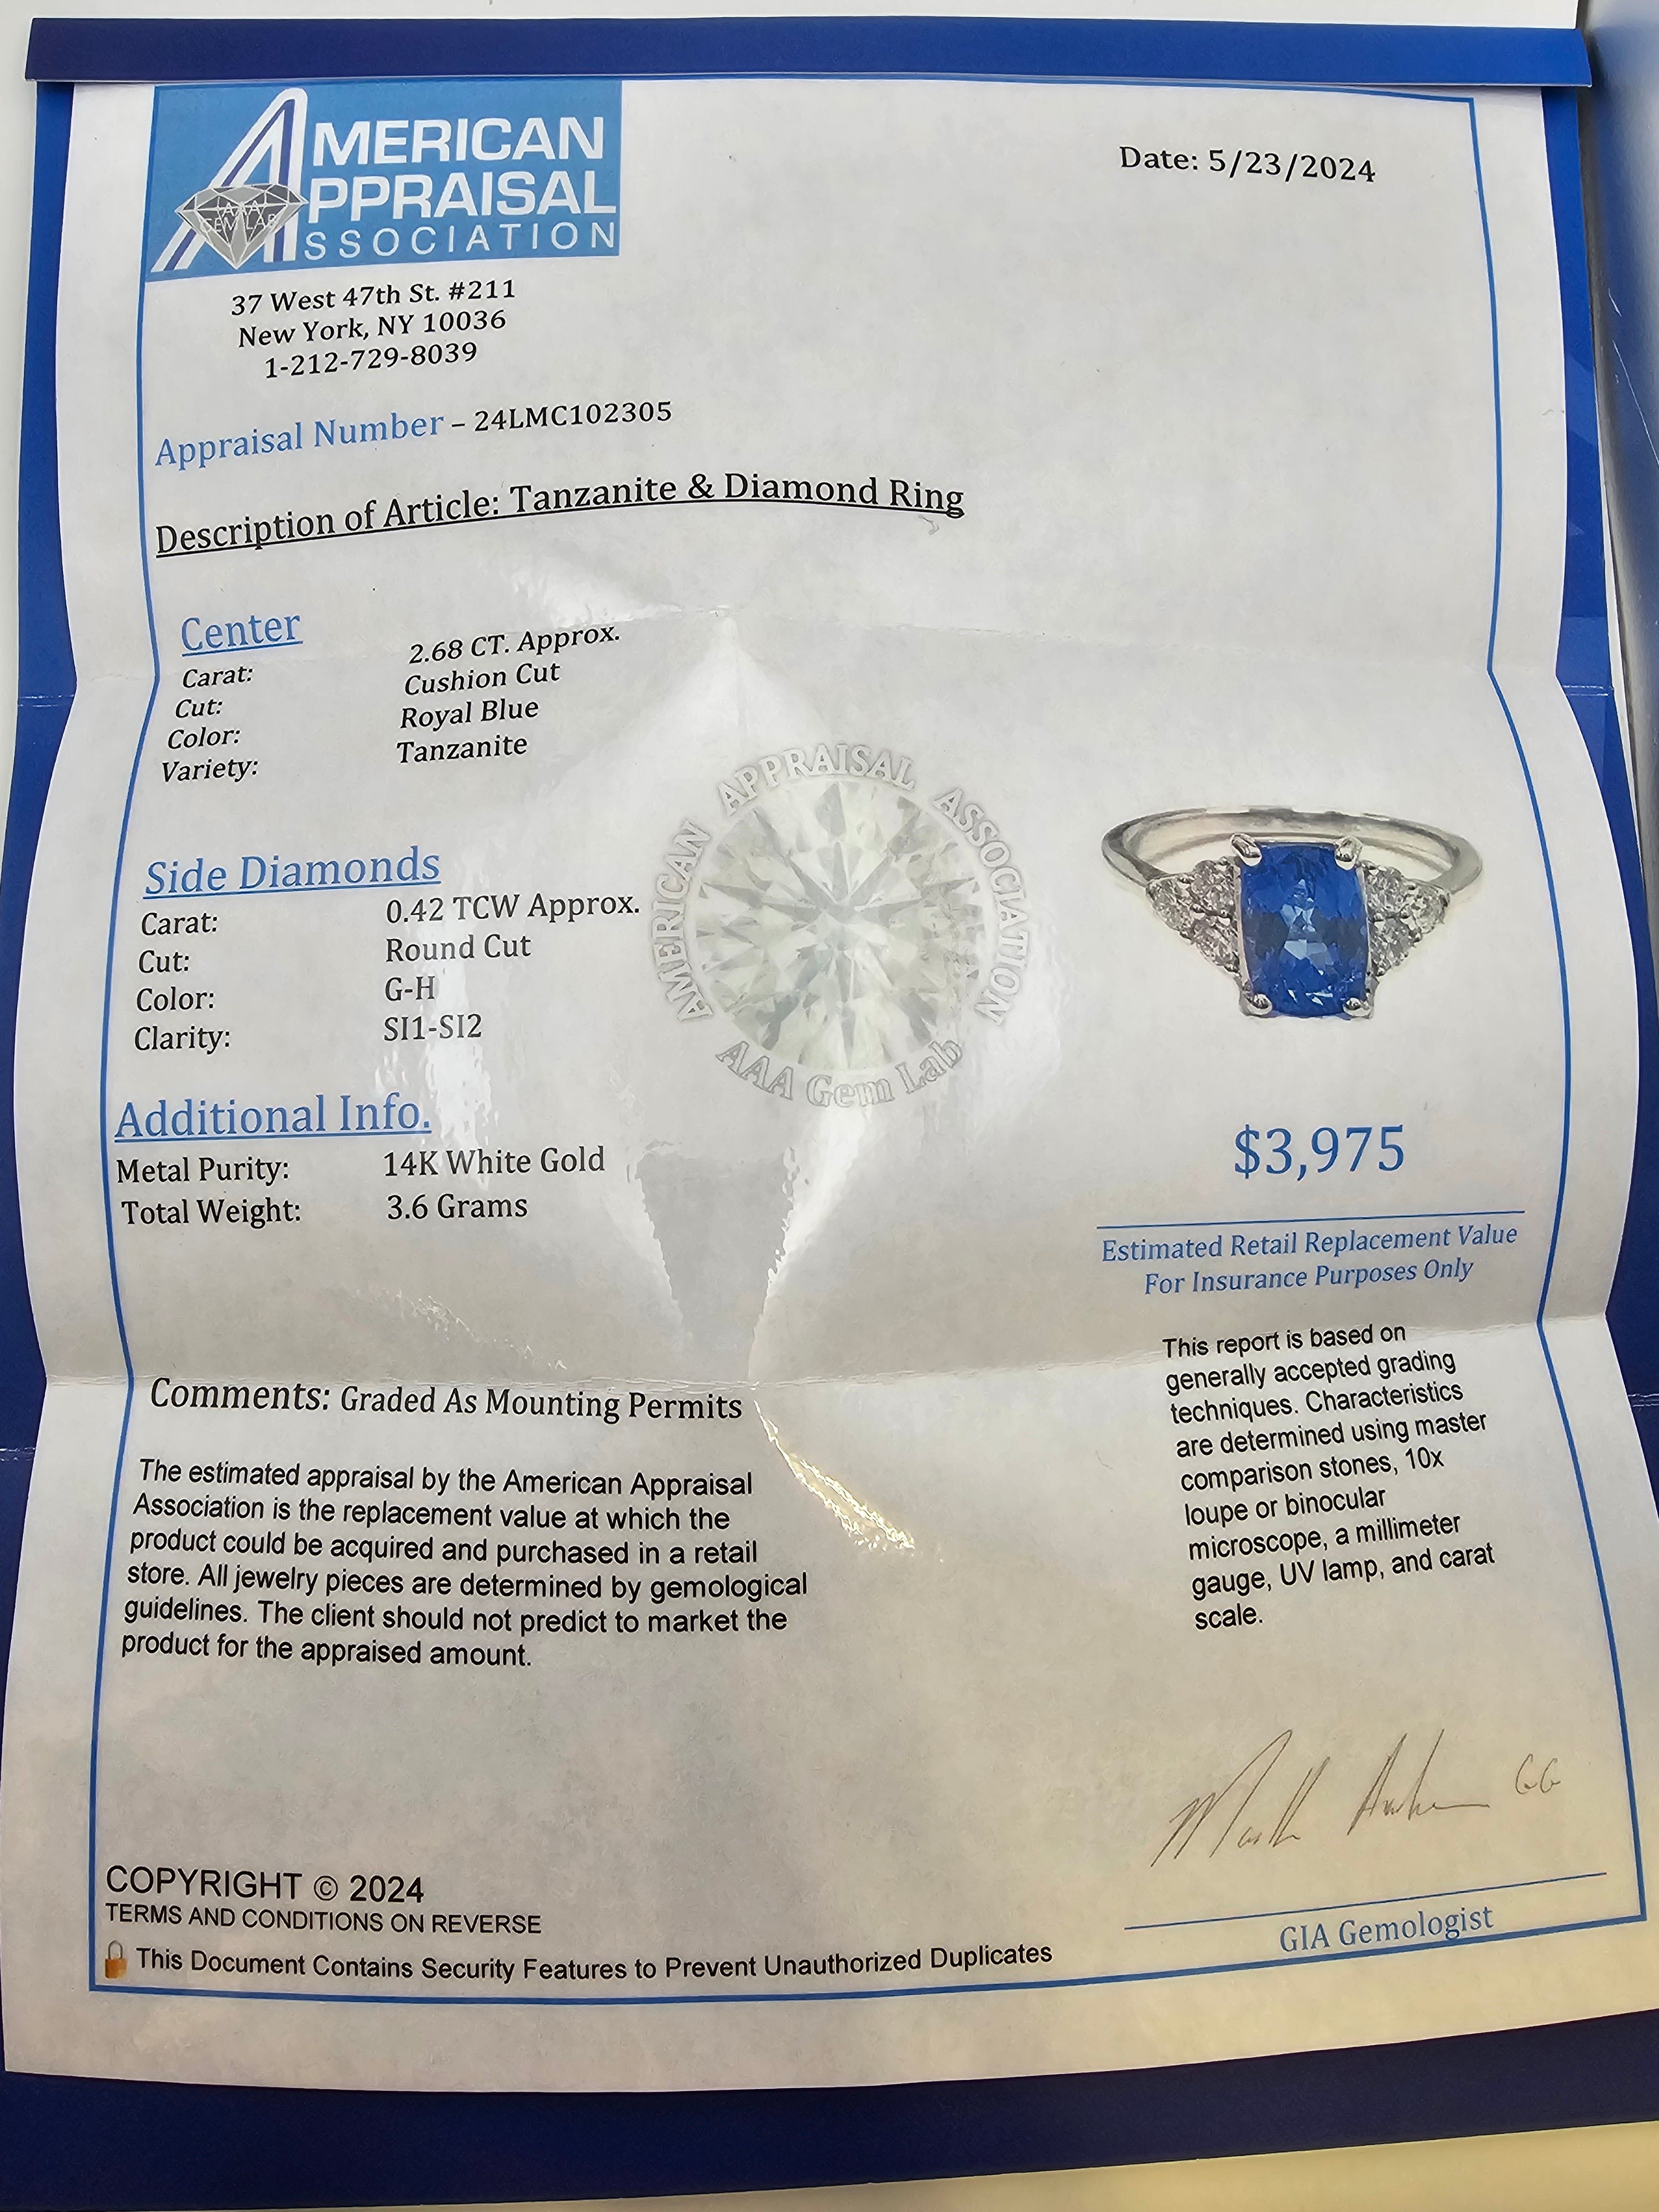 AMERICAN
APPRAISAL
ASSOCIATION
AAA
GEM LAB
Date: 5/23/2024
37 West 47th St. #211
New York, NY 10036
1-212-729-8039
Appraisal Number – 24LMC102305
Description of Article: Tanzanite & Diamond Ring
Center
Carat: 2.68 CT. Approx.
Cut: Cushion Cut
Color: Royal Blue
Variety: Tanzanite
Side Diamonds
Carat: 0.42 TCW Approx.
Cut: Round Cut
Color: G-H
Clarity: SI1-SI2
AMERICAN APPRAISAL ASSOCIATION
AAA Gem Lab
Additional Info.
Metal Purity: 14K White Gold
Total Weight: 3.6 Grams
$3,975
Estimated Retail Replacement Value
For Insurance Purposes Only
Comments: Graded As Mounting Permits
The estimated appraisal by the American Appraisal
Association is the replacement value at which the
product could be acquired and purchased in a retail
store. All jewelry pieces are determined by gemological
guidelines. The client should not predict to market the
product for the appraised amount.
This report is based on
generally accepted grading
techniques. Characteristics
are determined using master
comparison stones, 10x
loupe or binocular
microscope, a millimeter
gauge, UV lamp, and carat
scale.
GG
GIA Gemologist
COPYRIGHT © 2024
TERMS AND CONDITIONS ON REVERSE
This Document Contains Security Features to Prevent Unauthorized Duplicates